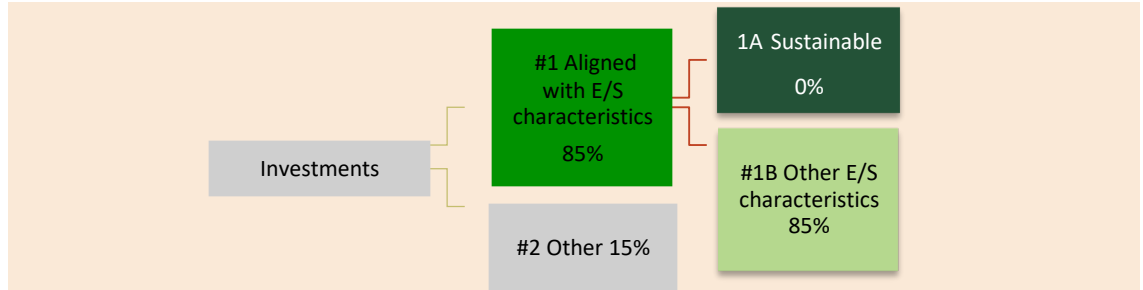 Investments
#1 Aligned
with E/S
characteristics
85%
#2 Other 15%
1A Sustainable
0%
#1B Other E/S
characteristics
85%